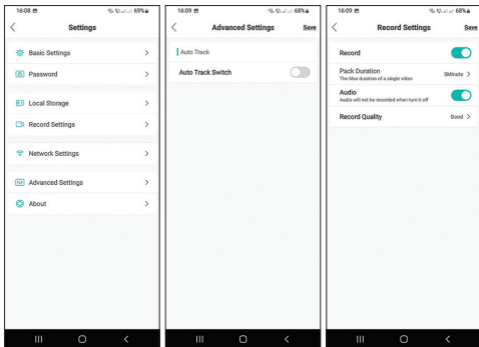 16:08
69%
Settings
Basic Settings
Password
Local Storage
Record Settings
Network Settings
Advanced Settings
About
16:09
68%
Advanced Settings
Save
Auto Track
Auto Track Switch
16:09
68%
Record Settings
Save
Record
Pack Duration
The Max duration of a single video
5Minute
Audio
Audio will not be recorded when turn it off
Record Quality
Good